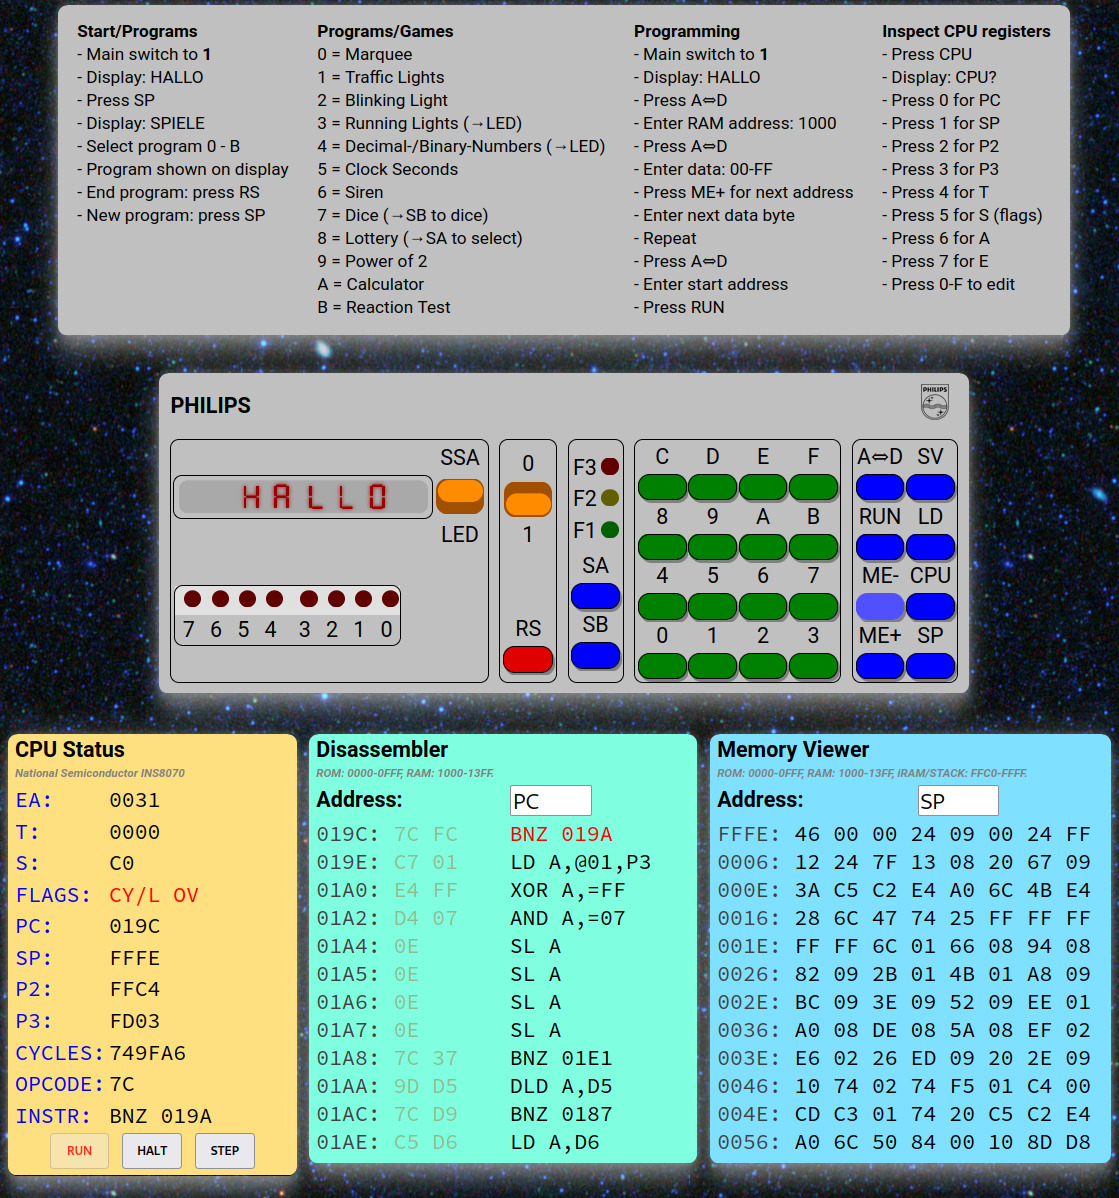 Start/Programs
- Main switch to 1
- Display: HALLO
- Press SP
- Display: SPIELE
- Select program 0 - B
- Program shown on display
- End program: press RS
- New program: press SP
Programs/Games
0 = Marquee
1 = Traffic Lights
2 = Blinking Light
3 = Running Lights (→LED)
4 = Decimal-/Binary-Numbers (→LED)
5 = Clock Seconds
6 = Siren
7 = Dice (→SB to dice)
8 = Lottery (→SA to select)
9 = Power of 2
A = Calculator
B = Reaction Test
Programming
- Main switch to 1
- Display: HALLO
- Press A⇔D
- Enter RAM address: 1000
- Press A⇔D
- Enter data: 00-FF
- Press ME+ for next address
- Enter next data byte
- Repeat
- Press A⇔D
- Enter start address
- Press RUN
Inspect CPU registers
- Press CPU
- Display: CPU?
- Press 0 for PC
- Press 1 for SP
- Press 2 for P2
- Press 3 for P3
- Press 4 for T
- Press 5 for S (flags)
- Press 6 for A
- Press 7 for E
- Press 0-F to edit
PHILIPS
PHILIPS
SSA
HALLO
LED
7 6 5 4 3 2 1 0
0
1
RS
F3
F2
F1
SA
SB
C D E F
8 9 A B
4 5 6 7
0 1 2 3
A⇔D SV
RUN LD
ME- CPU
ME+ SP
CPU Status
National Semiconductor INS8070
EA: 0031
T: 0000
S: C0
FLAGS: CY/L OV
PC: 019C
SP: FFFE
P2: FFC4
P3: FD03
CYCLES: 749FA6
OPCODE: 7C
INSTR: BNZ 019A
RUN HALT STEP
Disassembler
ROM: 0000-0FFF, RAM: 1000-13FF.
Address: PC
019C: 7C FC BNZ 019A
019E: C7 01 LD A,@01,P3
01A0: E4 FF XOR A,=FF
01A2: D4 07 AND A,=07
01A4: 0E SL A
01A5: 0E SL A
01A6: 0E SL A
01A7: 0E SL A
01A8: 7C 37 BNZ 01E1
01AA: 9D D5 DLD A,D5
01AC: 7C D9 BNZ 0187
01AE: C5 D6 LD A,D6
Memory Viewer
ROM: 0000-0FFF, RAM: 1000-13FF, IRAM/STACK: FFC0-FFFF.
Address: SP
FFFE: 46 00 00 24 09 00 24 FF
0006: 12 24 7F 13 08 20 67 09
000E: 3A C5 C2 E4 A0 6C 4B E4
0016: 28 6C 47 74 25 FF FF FF
001E: FF FF 6C 01 66 08 94 08
0026: 82 09 2B 01 4B 01 A8 09
002E: BC 09 3E 09 52 09 EE 01
0036: A0 08 DE 08 5A 08 EF 02
003E: E6 02 26 ED 09 20 2E 09
0046: 10 74 02 74 F5 01 C4 00
004E: CD C3 01 74 20 C5 C2 E4
0056: A0 6C 50 84 00 10 8D D8